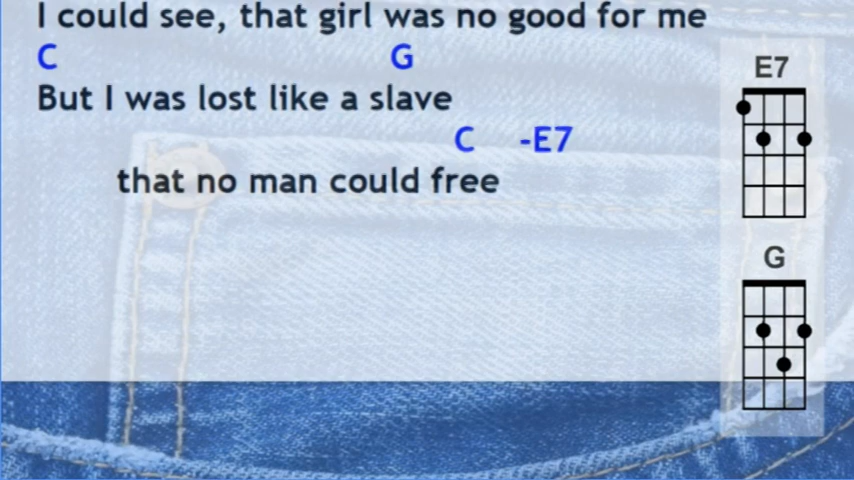 I could see, that girl was no good for me
C G
But I was lost like a slave
C -E7
that no man could free
E7
G